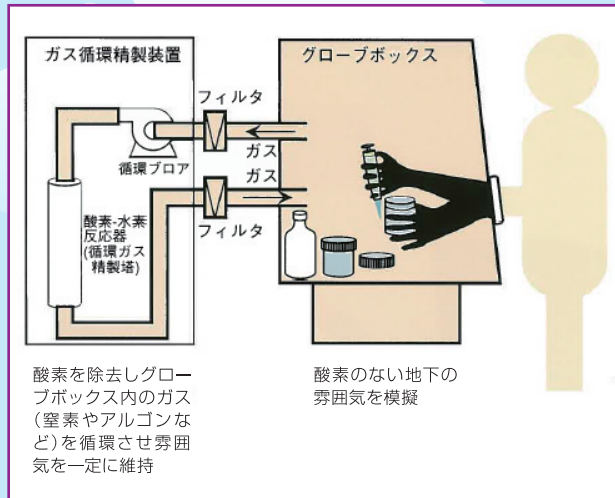 ガス循環精製装置
グローブボックス
フィルタ
ガス
循環ブロア
ガス
フィルタ
酸素-水素
反応器
(循環ガス
精製塔)
酸素を除去しグロー
ブボックス内のガス
(窒素やアルゴンな
ど)を循環させ雰囲
気を一定に維持
酸素のない地下の
雰囲気を模擬